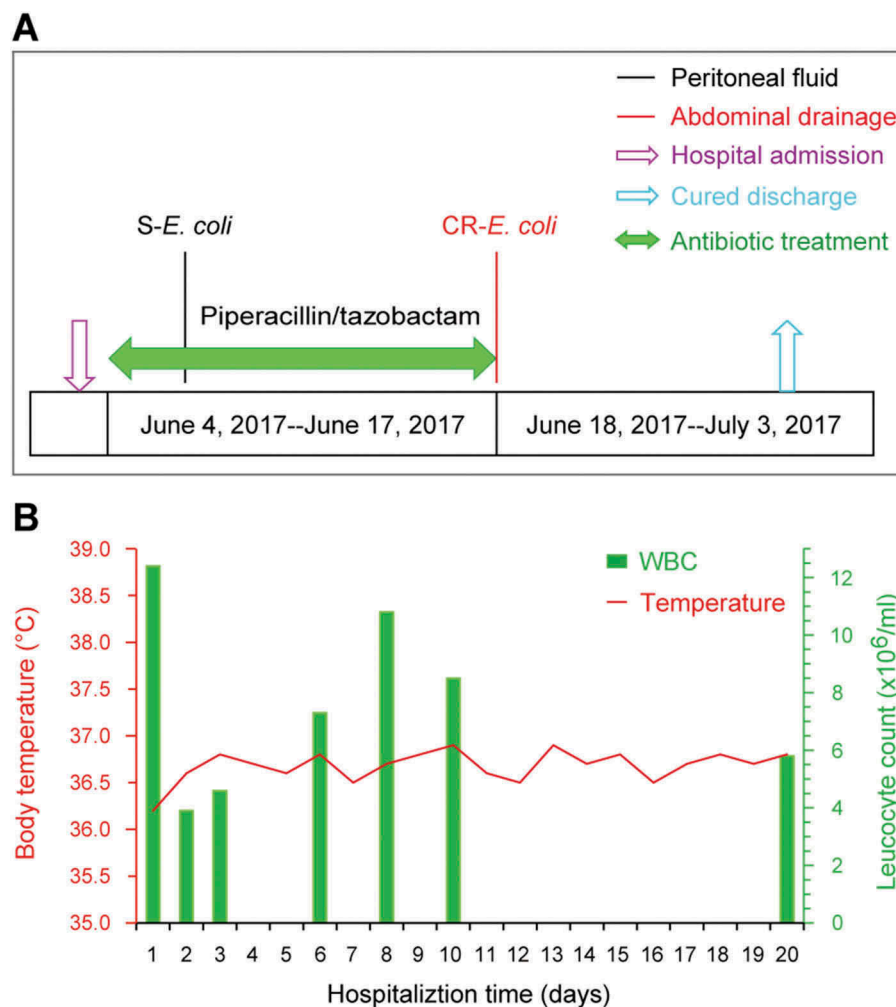 A
Peritoneal fluid
Abdominal drainage
Hospital admission
Cured discharge
Antibiotic treatment
S-E. coli
CR-E. coli
Piperacillin/tazobactam
June 4, 2017--June 17, 2017
June 18, 2017--July 3, 2017
B
WBC
Temperature
Body temperature (°C)
39.0
38.5
38.0
37.5
37.0
36.5
36.0
35.5
35.0
Leucocyte count (x10⁶/ml)
12
10
8
6
4
2
0
1 2 3 4 5 6 7 8 9 10 11 12 13 14 15 16 17 18 19 20
Hospitaliztion time (days)